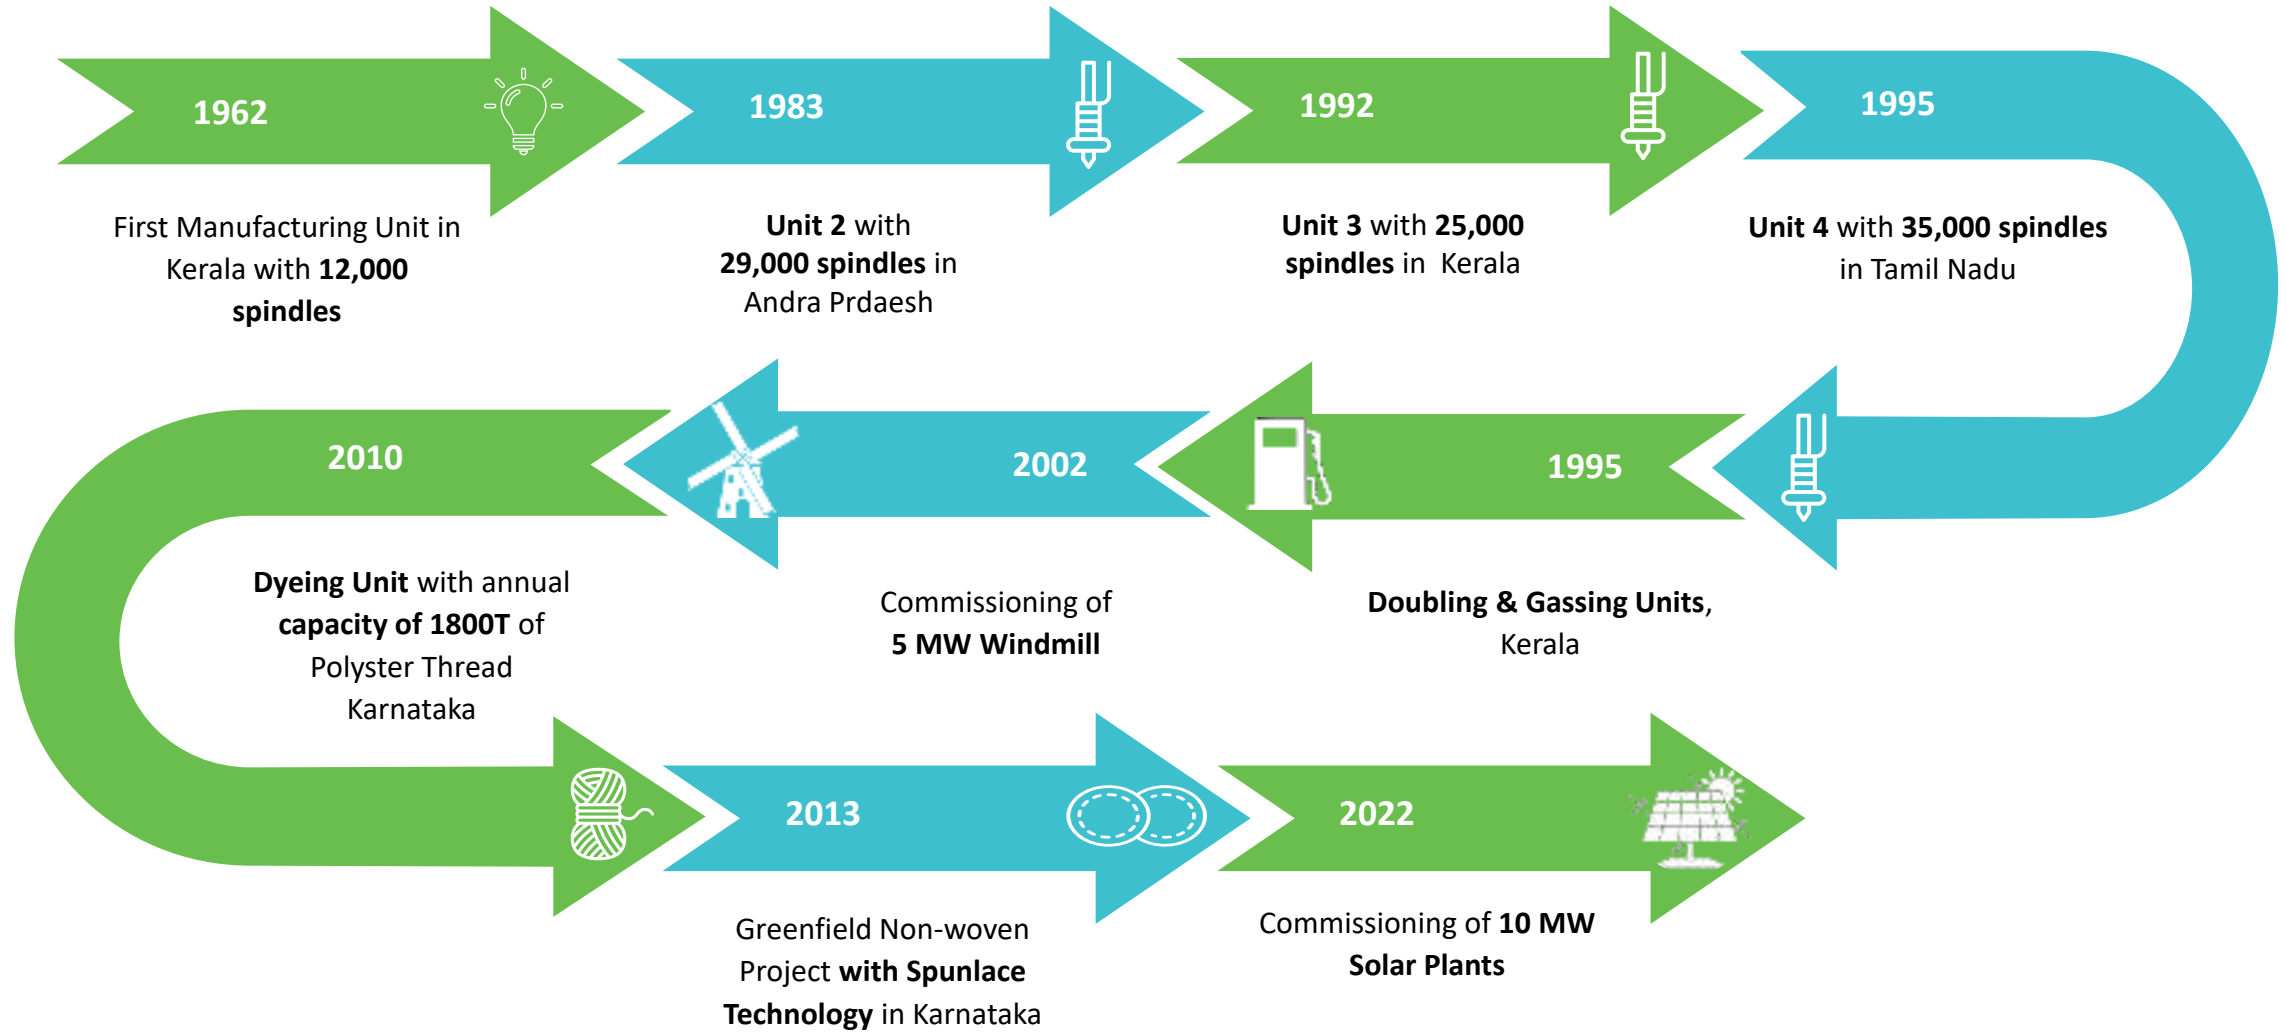 1962
First Manufacturing Unit in
Kerala with 12,000
spindles
1983
Unit 2 with
29,000 spindles in
Andra Prdaesh
1992
Unit 3 with 25,000
spindles in Kerala
1995
Unit 4 with 35,000 spindles
in Tamil Nadu
1995
Doubling & Gassing Units,
Kerala
2002
Commissioning of
5 MW Windmill
2010
Dyeing Unit with annual
capacity of 1800T of
Polyster Thread
Karnataka
2013
Greenfield Non-woven
Project with Spunlace
Technology in Karnataka
2022
Commissioning of 10 MW
Solar Plants